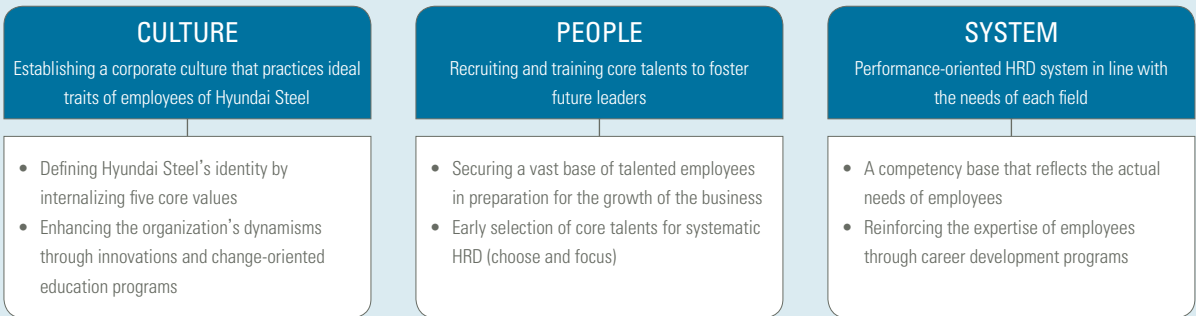 CULTURE
Establishing a corporate culture that practices ideal
traits of employees of Hyundai Steel
• Defining Hyundai Steel's identity by
internalizing five core values
• Enhancing the organization's dynamisms
through innovations and change-oriented
education programs
PEOPLE
Recruiting and training core talents to foster
future leaders
• Securing a vast base of talented employees
in preparation for the growth of the business
• Early selection of core talents for systematic
HRD (choose and focus)
SYSTEM
Performance-oriented HRD system in line with
the needs of each field
• A competency base that reflects the actual
needs of employees
• Reinforcing the expertise of employees
through career development programs